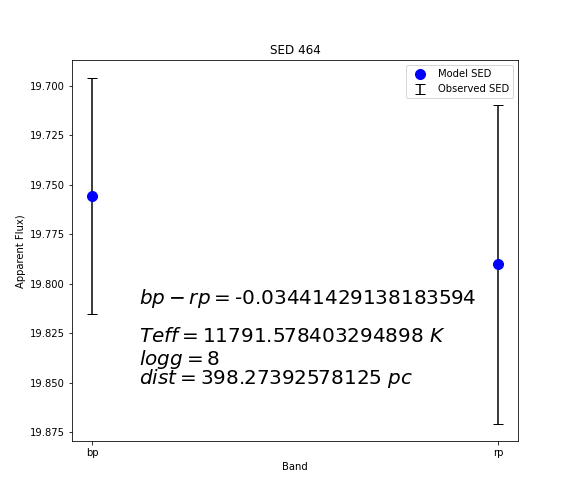 SED 464
Model SED
Observed SED
19.700
19.725
19.750
19.775
19.800
19.825
19.850
19.875
Apparent Flux)
bp − rp = -0.03441429138183594
Teff = 11791.578403294898 K
logg = 8
dist = 398.27392578125 pc
bp
rp
Band